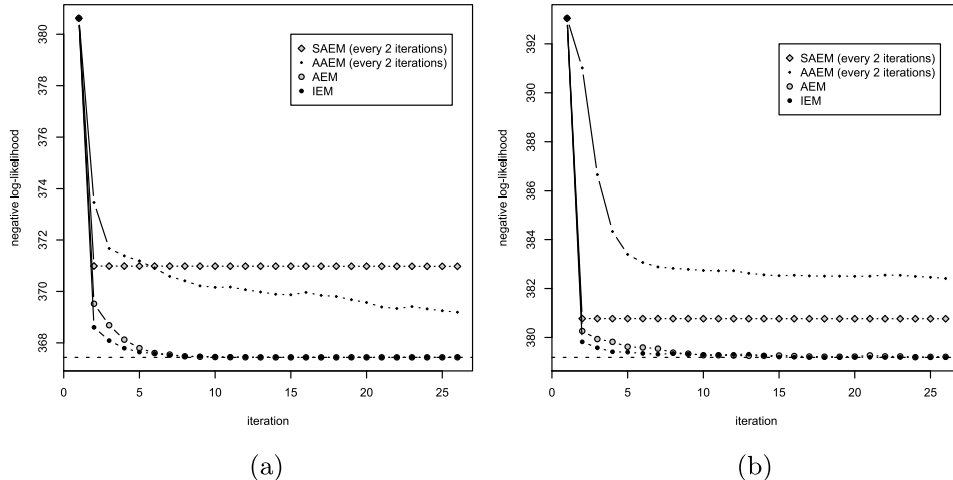 negative log-likelihood
380
378
376
374
372
370
368
SAEM (every 2 iterations)
AAEM (every 2 iterations)
AEM
IEM
0 5 10 15 20 25
iteration
(a)
negative log-likelihood
392
390
388
386
384
382
380
SAEM (every 2 iterations)
AAEM (every 2 iterations)
AEM
IEM
0 5 10 15 20 25
iteration
(b)